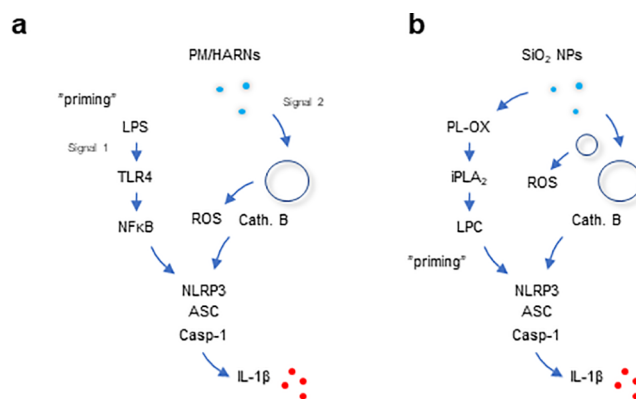 a
PM/HARNs
"priming"
Signal 2
LPS
Signal 1
TLR4
ROS
Cath. B
NFκB
NLRP3
ASC
Casp-1
IL-1β
b
SiO₂ NPs
PL-OX
iPLA₂
ROS
LPC
Cath. B
"priming"
NLRP3
ASC
Casp-1
IL-1β